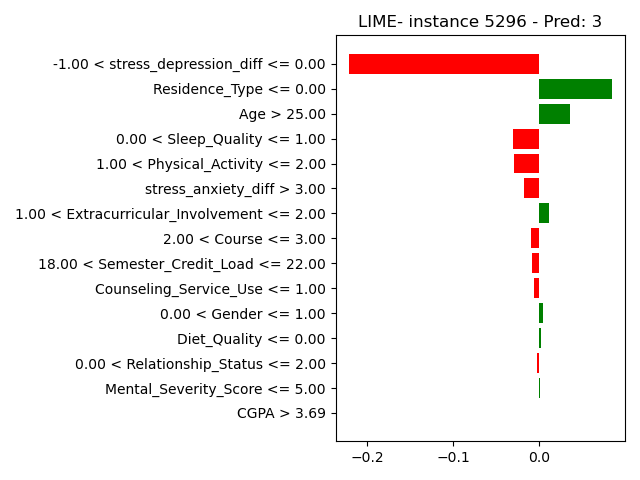 LIME- instance 5296 - Pred: 3
-1.00 < stress_depression_diff <= 0.00
Residence_Type <= 0.00
Age > 25.00
0.00 < Sleep_Quality <= 1.00
1.00 < Physical_Activity <= 2.00
stress_anxiety_diff > 3.00
1.00 < Extracurricular_Involvement <= 2.00
2.00 < Course <= 3.00
18.00 < Semester_Credit_Load <= 22.00
Counseling_Service_Use <= 1.00
0.00 < Gender <= 1.00
Diet_Quality <= 0.00
0.00 < Relationship_Status <= 2.00
Mental_Severity_Score <= 5.00
CGPA > 3.69
−0.2 −0.1 0.0